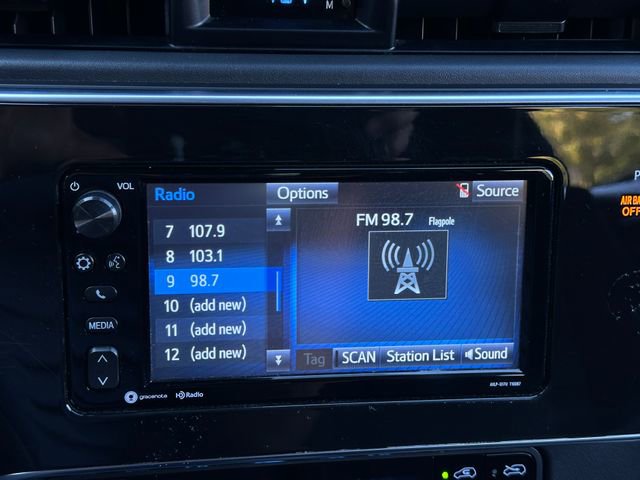 M
VOL
Radio
Options
Source
7 107.9
8 103.1
9 98.7
10 (add new)
11 (add new)
12 (add new)
FM 98.7 Flagpole
Tag
SCAN
Station List
Sound
MEDIA
gracenote
HD Radio
AIR BA
OFF
P